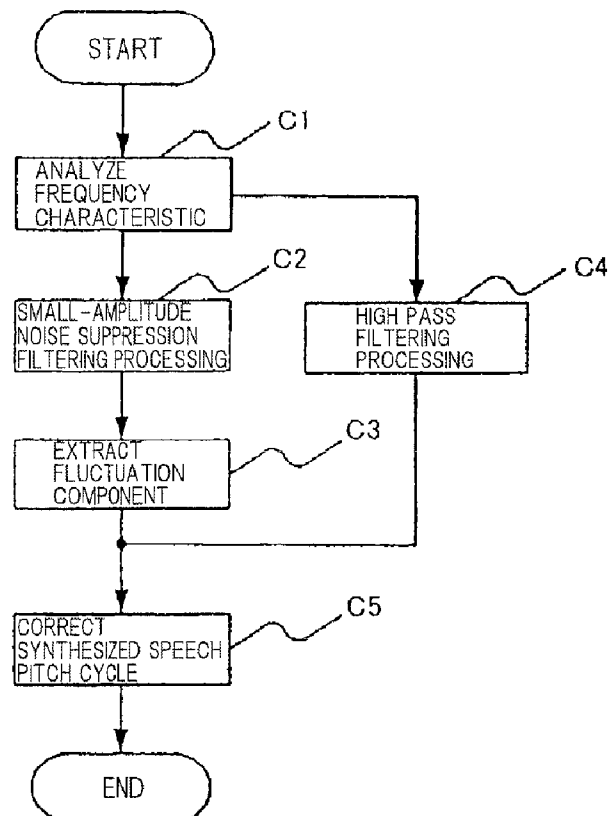 START
C1
ANALYZE
FREQUENCY
CHARACTERISTIC
C2
SMALL-AMPLITUDE
NOISE SUPPRESSION
FILTERING PROCESSING
C4
HIGH PASS
FILTERING
PROCESSING
C3
EXTRACT
FLUCTUATION
COMPONENT
C5
CORRECT
SYNTHESIZED SPEECH
PITCH CYCLE
END